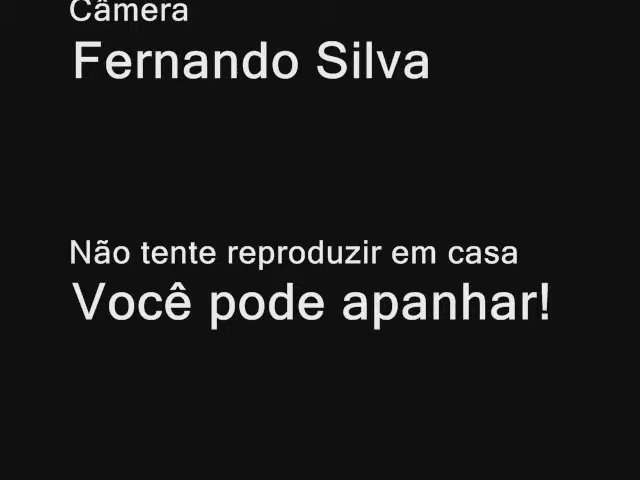 Câmera
Fernando Silva
Não tente reproduzir em casa
Você pode apanhar!